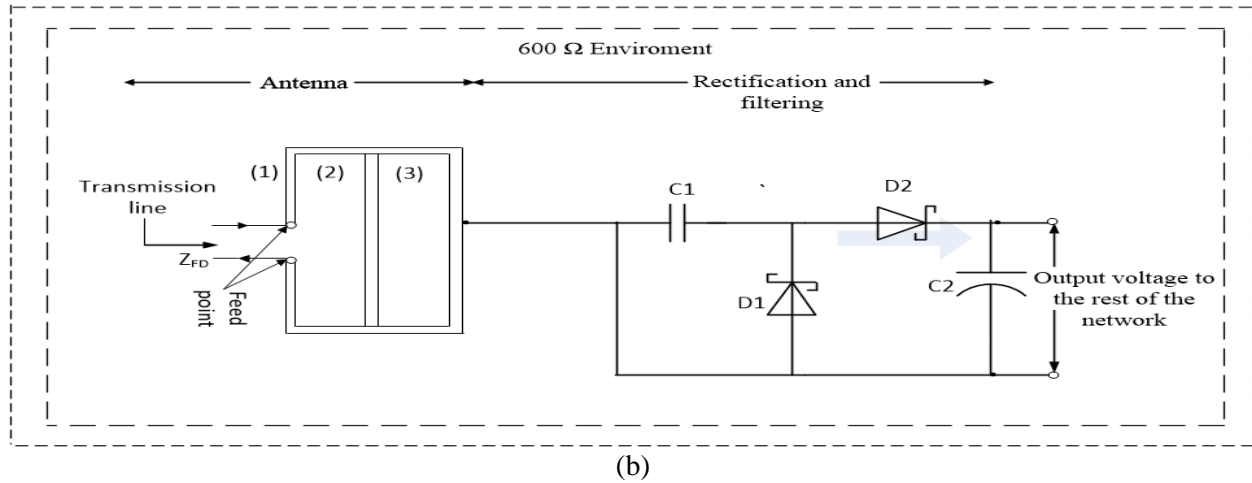 600 Ω Enviroment
Antenna
Rectification and
filtering
(1)
(2)
(3)
Transmission
line
Z_FD
Feed
point
C1
`
D2
D1
C2
Output voltage to
the rest of the
network
(b)